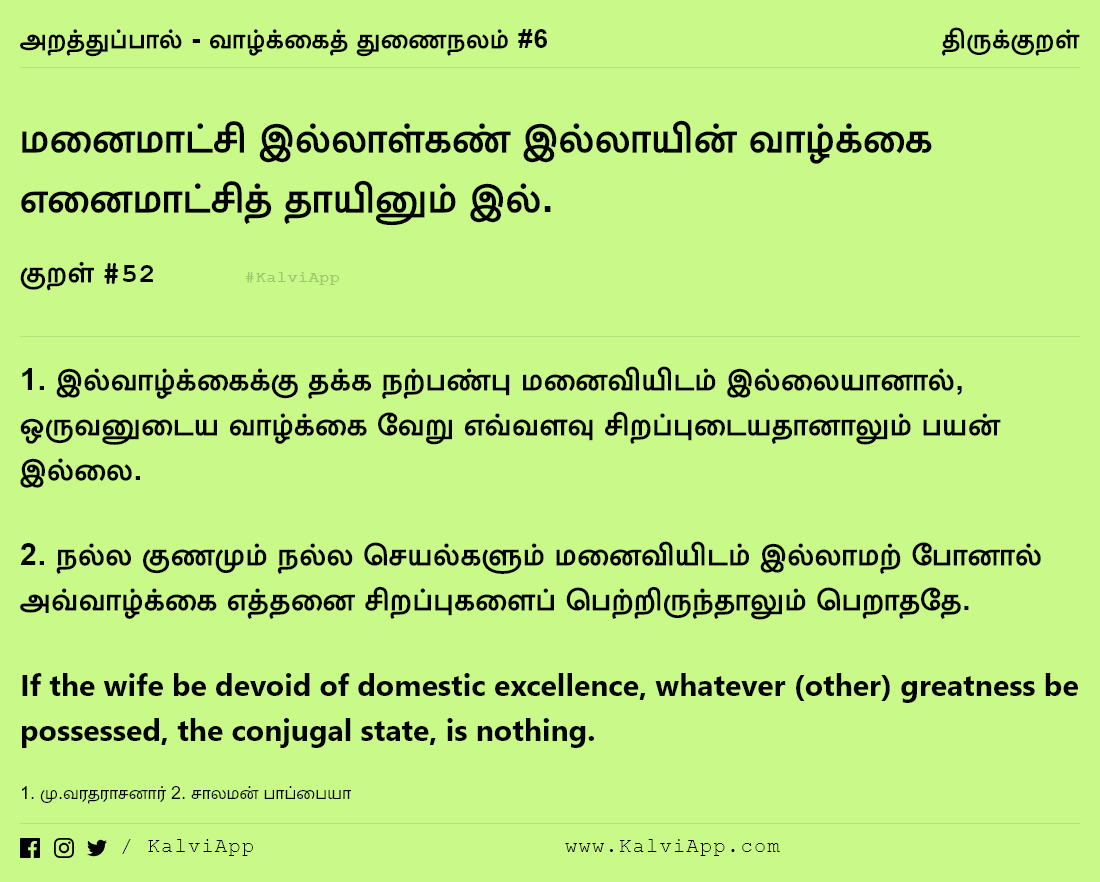 அறத்துப்பால் - வாழ்க்கைத் துணைநலம் #6
திருக்குறள்
மனைமாட்சி இல்லாள்கண் இல்லாயின் வாழ்க்கை
எனைமாட்சித் தாயினும் இல்.
குறள் #52
#KalviApp
1. இல்வாழ்க்கைக்கு தக்க நற்பண்பு மனைவியிடம் இல்லையானால்,
ஒருவனுடைய வாழ்க்கை வேறு எவ்வளவு சிறப்புடையதானாலும் பயன்
இல்லை.
2. நல்ல குணமும் நல்ல செயல்களும் மனைவியிடம் இல்லாமற் போனால்
அவ்வாழ்க்கை எத்தனை சிறப்புகளைப் பெற்றிருந்தாலும் பெறாததே.
If the wife be devoid of domestic excellence, whatever (other) greatness be
possessed, the conjugal state, is nothing.
1. மு.வரதராசனார் 2. சாலமன் பாப்பையா
/ KalviApp
www.KalviApp.com